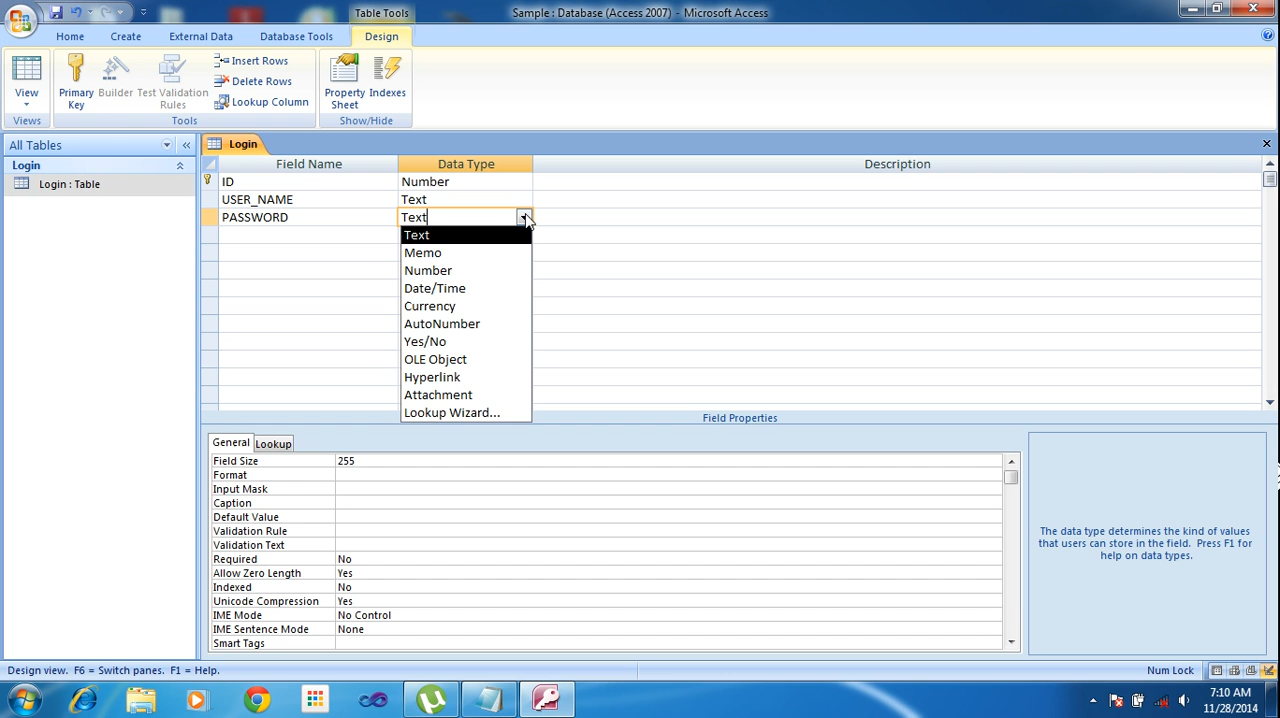 Table Tools
Sample : Database (Access 2007) - Microsoft Access
Home
Create
External Data
Database Tools
Design
View
Primary Key
Builder
Test Validation Rules
Insert Rows
Delete Rows
Lookup Column
Property Sheet
Indexes
Views
Tools
Show/Hide
All Tables
Login
Login : Table
Login
Field Name
Data Type
Description
ID
Number
USER_NAME
Text
PASSWORD
Text
Text
Memo
Number
Date/Time
Currency
AutoNumber
Yes/No
OLE Object
Hyperlink
Attachment
Lookup Wizard...
Field Properties
General
Lookup
Field Size 255
Format
Input Mask
Caption
Default Value
Validation Rule
Validation Text
Required No
Allow Zero Length Yes
Indexed No
Unicode Compression Yes
IME Mode No Control
IME Sentence Mode None
Smart Tags
The data type determines the kind of values
that users can store in the field. Press F1 for
help on data types.
Design view. F6 = Switch panes. F1 = Help.
Num Lock
7:10 AM
11/28/2014